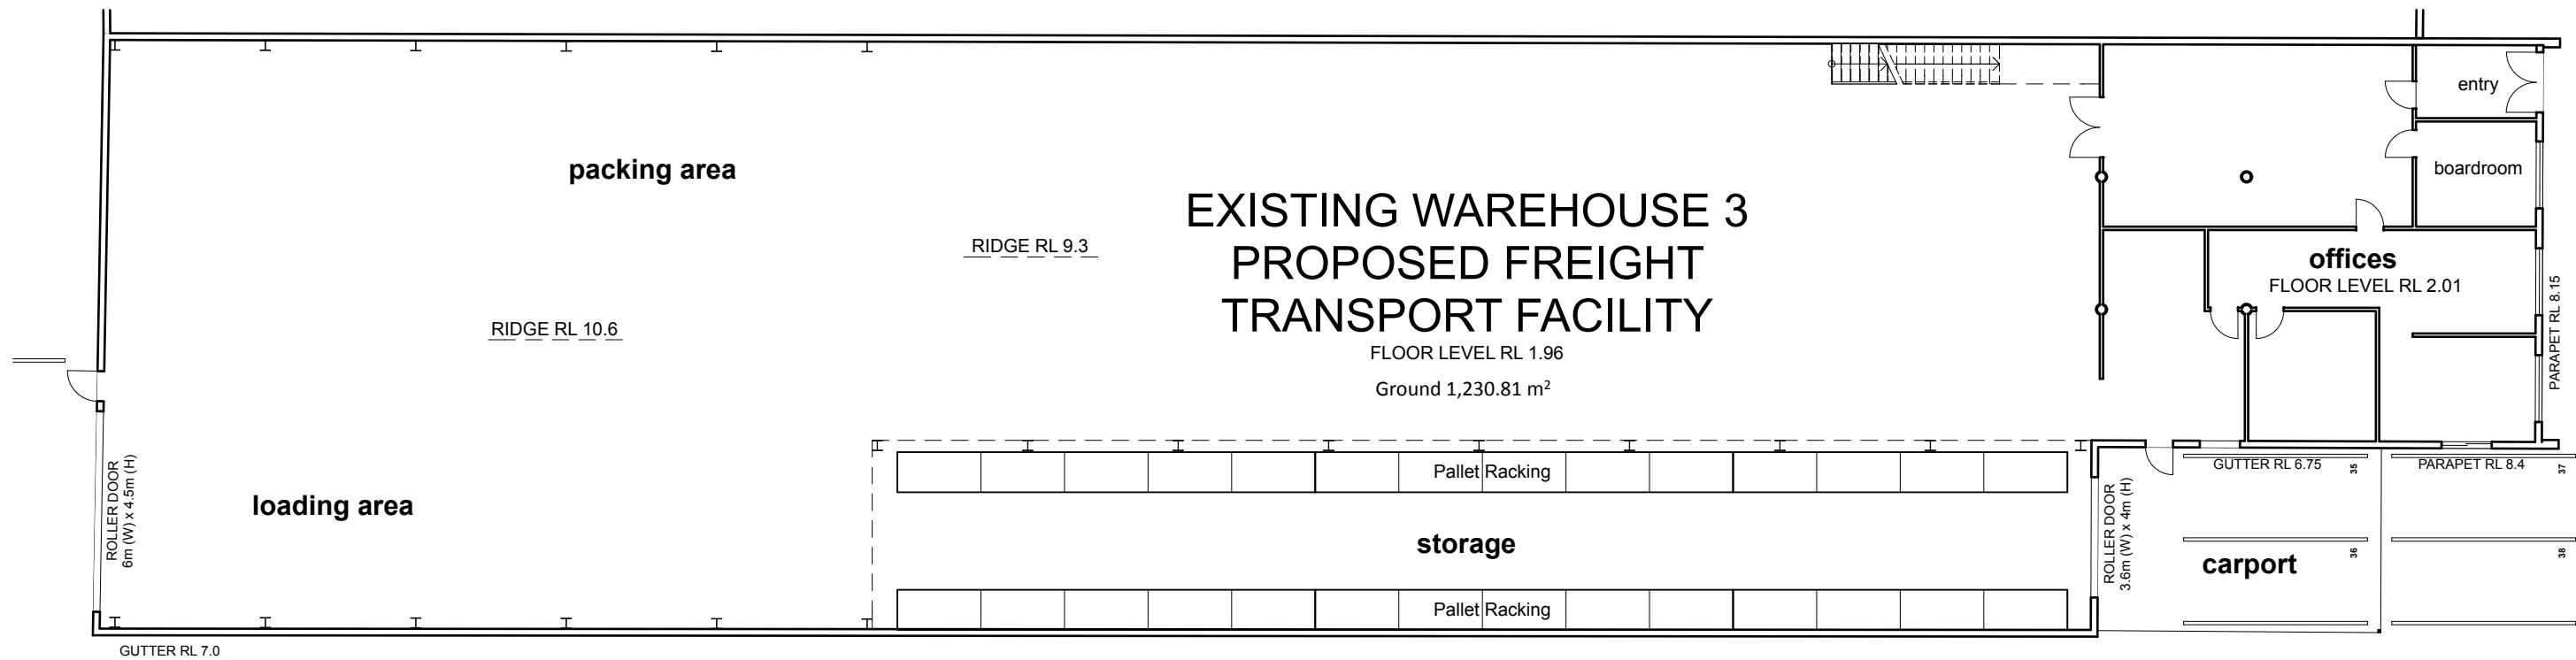 entry
packing area
boardroom
EXISTING WAREHOUSE 3
PROPOSED FREIGHT
TRANSPORT FACILITY
RIDGE RL 9.3
offices
FLOOR LEVEL RL 2.01
PARAPET RL 8.15
RIDGE RL 10.6
FLOOR LEVEL RL 1.96
Ground 1,230.81 m²
Pallet Racking
GUTTER RL 6.75
35
PARAPET RL 8.4
37
ROLLER DOOR
6m (W) x 4.5m (H)
loading area
storage
ROLLER DOOR
3.6m (W) x 4m (H)
carport
36
38
Pallet Racking
GUTTER RL 7.0